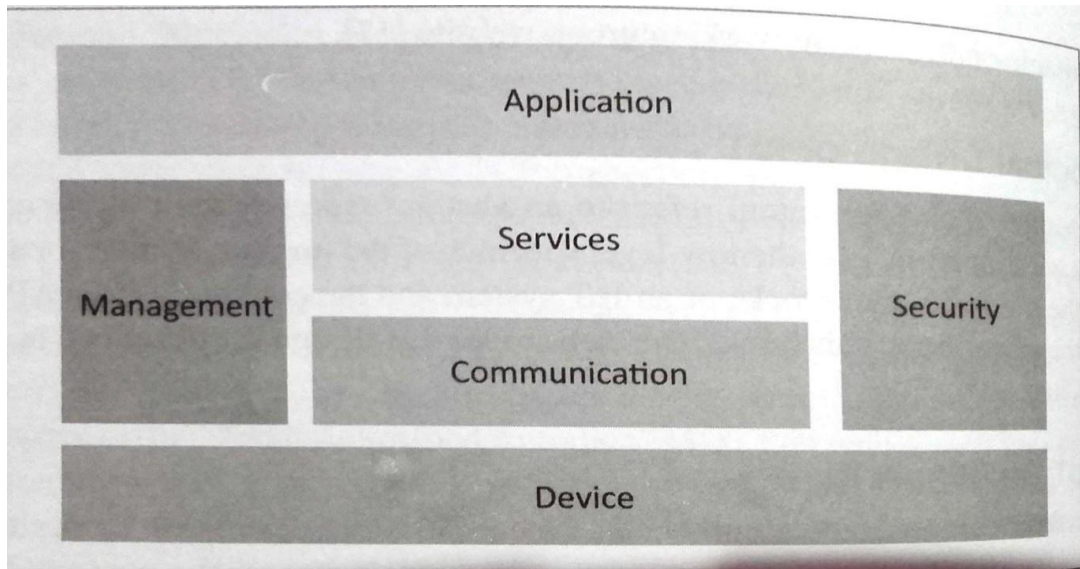 Application
Services
Management
Security
Communication
Device